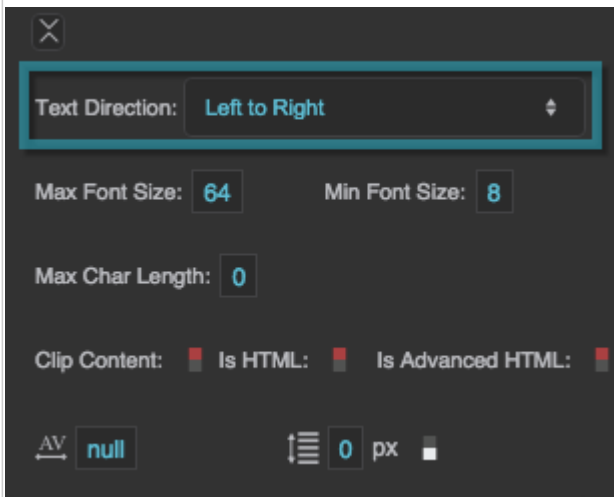 Text Direction: Left to Right
Max Font Size: 64 Min Font Size: 8
Max Char Length: 0
Clip Content: Is HTML: Is Advanced HTML:
AV null 0 px